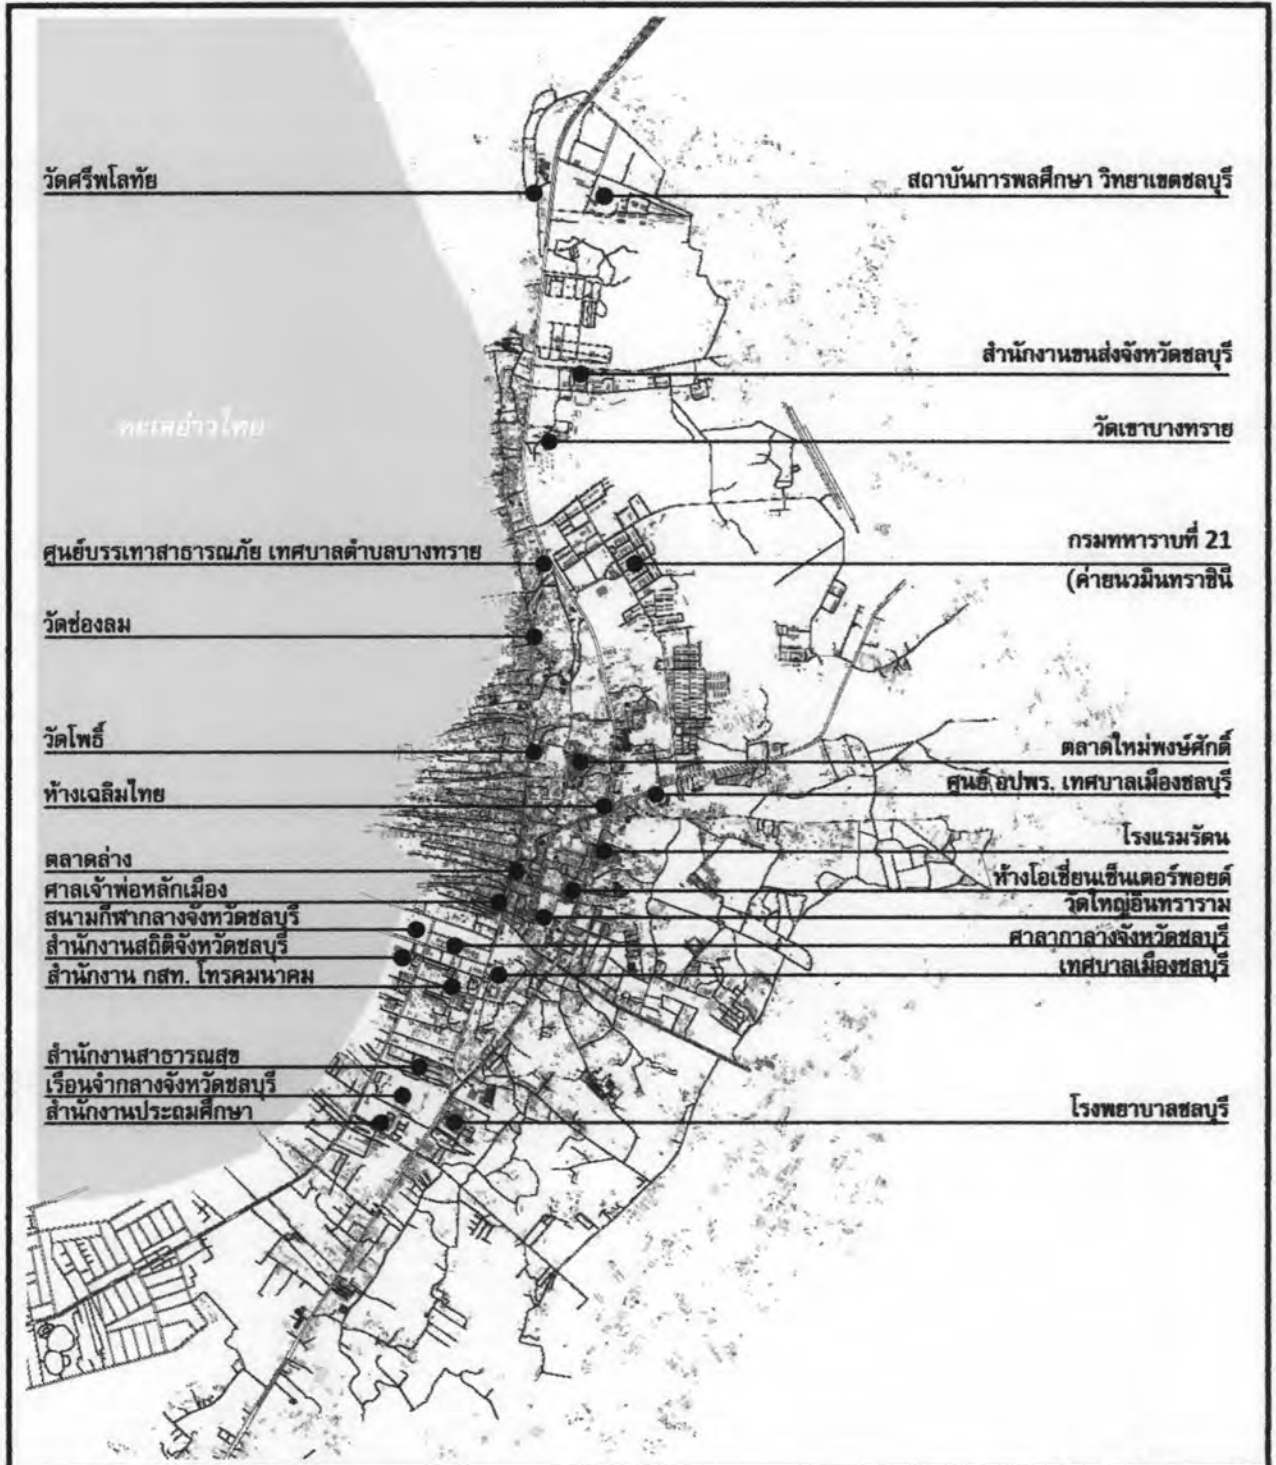 วัดศรีพโลทัย
สถาบันการพลศึกษา วิทยาเขตชลบุรี
สำนักงานขนส่งจังหวัดชลบุรี
ทะเลอ่าวไทย
วัดเขาบางทราย
ศูนย์บรรเทาสาธารณภัย เทศบาลตำบลบางทราย
กรมทหาราบที่ 21
(ค่ายนวมินทราชินี
วัดช่องลม
วัดโพธิ์
ตลาดใหม่พงษ์ศักดิ์
ศูนย์ อปพร. เทศบาลเมืองชลบุรี
ห้างเฉลิมไทย
โรงแรมรัตน
ตลาดล่าง
ห้างโอเชี่ยนเซ็นเตอร์พอยด์
ศาลเจ้าพ่อหลักเมือง
วัดใหญ่อินทราราม
สนามกีฬากลางจังหวัดชลบุรี
ศาลากาลางจังหวัดชลบุรี
สำนักงานสถิติจังหวัดชลบุรี
เทศบาลเมืองชลบุรี
สำนักงาน กสท. โทรคมนาคม
สำนักงานสาธารณสุข
เรือนจำกลางจังหวัดชลบุรี
สำนักงานประถมศึกษา
โรงพยาบาลชลบุรี